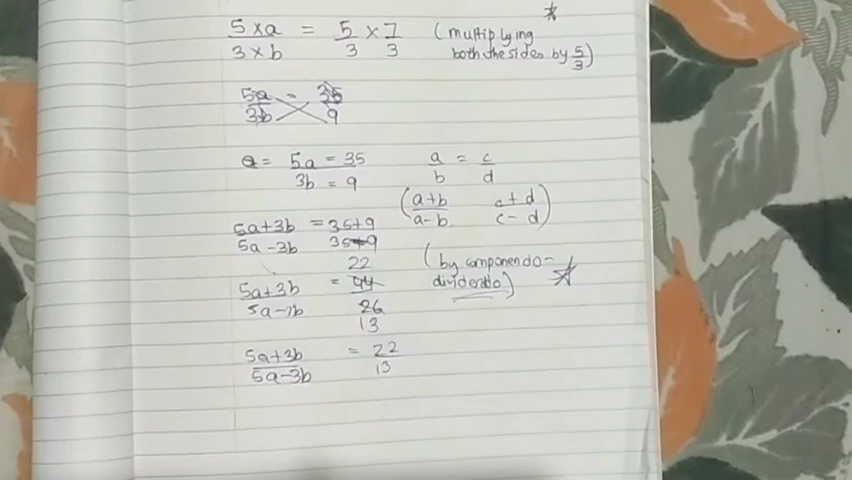 5×a = 5 × 7 (multiplying
3×b 3 3 both the sides by 5/3)
5a = 35
3b 9
a = 5a = 35 a = c
3b = 9 b d
(a+b c+d)
a-b c-d
5a+3b = 35+9
5a-3b 35-9
22
5a+3b = 44 (by componendo-
5a-3b 26 dividendo)
13
5a+3b = 22
5a-3b 13